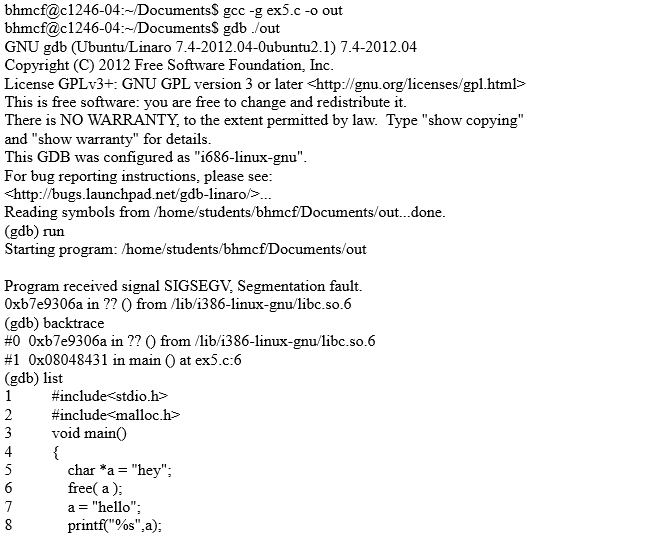 bhmcf@c1246-04:~/Documents$ gcc -g ex5.c -o out
bhmcf@c1246-04:~/Documents$ gdb ./out
GNU gdb (Ubuntu/Linaro 7.4-2012.04-0ubuntu2.1) 7.4-2012.04
Copyright (C) 2012 Free Software Foundation, Inc.
License GPLv3+: GNU GPL version 3 or later <http://gnu.org/licenses/gpl.html>
This is free software: you are free to change and redistribute it.
There is NO WARRANTY, to the extent permitted by law.  Type "show copying"
and "show warranty" for details.
This GDB was configured as "i686-linux-gnu".
For bug reporting instructions, please see:
<http://bugs.launchpad.net/gdb-linaro/>...
Reading symbols from /home/students/bhmcf/Documents/out...done.
(gdb) run
Starting program: /home/students/bhmcf/Documents/out
Program received signal SIGSEGV, Segmentation fault.
0xb7e9306a in ?? () from /lib/i386-linux-gnu/libc.so.6
(gdb) backtrace
#0  0xb7e9306a in ?? () from /lib/i386-linux-gnu/libc.so.6
#1  0x08048431 in main () at ex5.c:6
(gdb) list
1 #include<stdio.h>
2 #include<malloc.h>
3 void main()
4 {
5 char *a = "hey";
6 free( a );
7 a = "hello";
8 printf("%s",a);